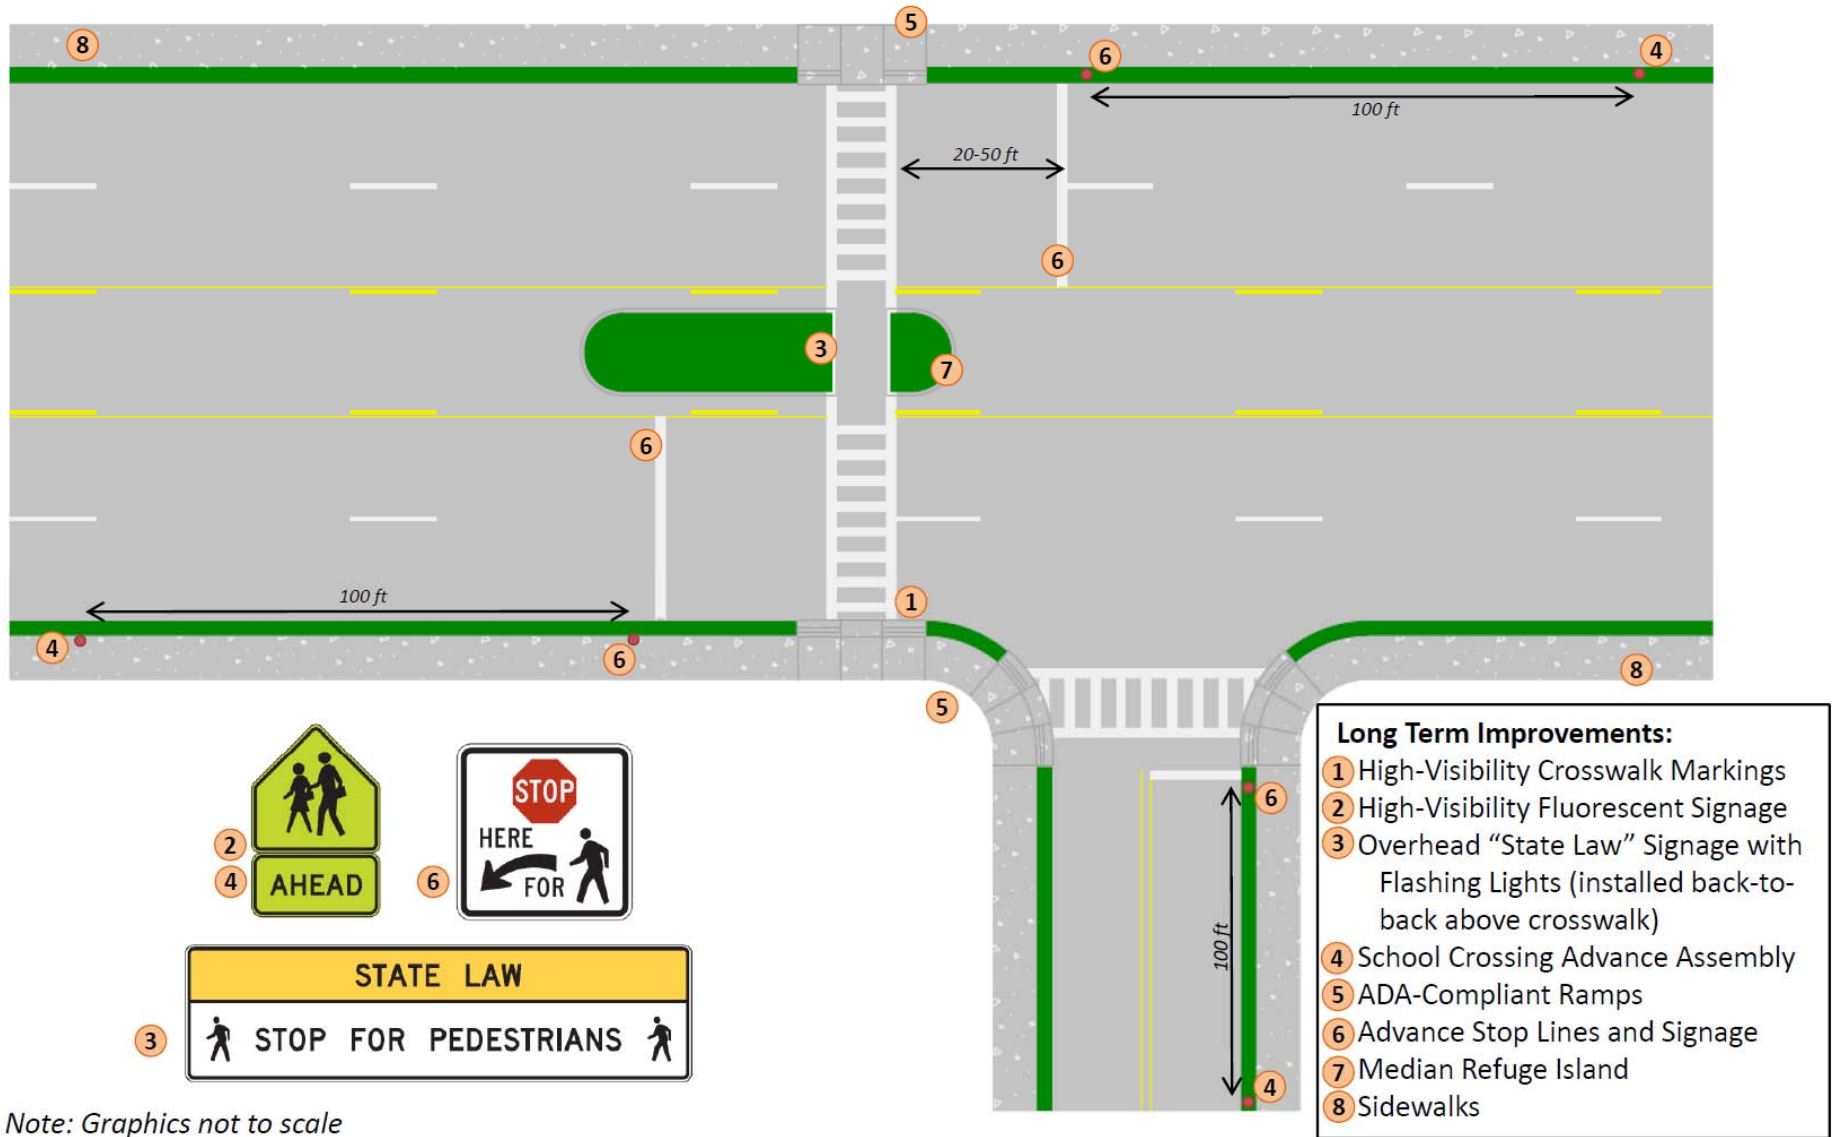 8
5
6
4
100 ft
20-50 ft
6
3
7
6
100 ft
1
4
6
8
5
2
4
AHEAD
STOP
HERE
FOR
6
STATE LAW
STOP FOR PEDESTRIANS
3
6
100 ft
4
Long Term Improvements:
1 High-Visibility Crosswalk Markings
2 High-Visibility Fluorescent Signage
3 Overhead “State Law” Signage with
Flashing Lights (installed back-to-
back above crosswalk)
4 School Crossing Advance Assembly
5 ADA-Compliant Ramps
6 Advance Stop Lines and Signage
7 Median Refuge Island
8 Sidewalks
Note: Graphics not to scale